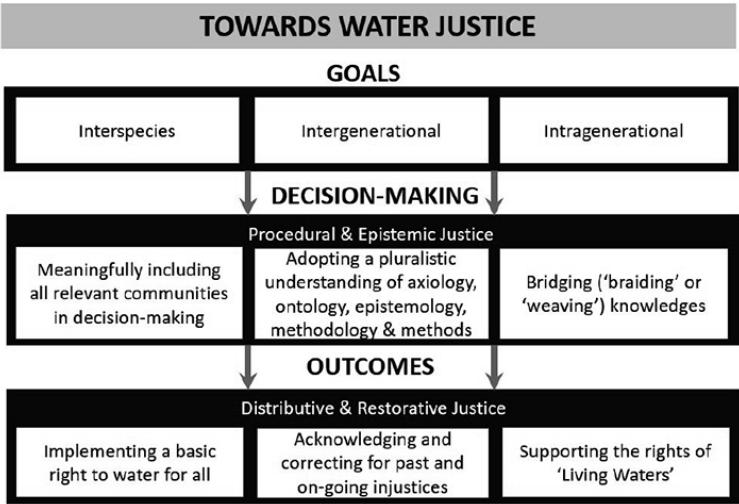 TOWARDS WATER JUSTICE
GOALS
Interspecies
Intergenerational
Intragenerational
DECISION-MAKING
Procedural & Epistemic Justice
Meaningfully including
all relevant communities
in decision-making
Adopting a pluralistic
understanding of axiology,
ontology, epistemology,
methodology & methods
Bridging (‘braiding’ or
‘weaving’) knowledges
OUTCOMES
Distributive & Restorative Justice
Implementing a basic
right to water for all
Acknowledging and
correcting for past and
on-going injustices
Supporting the rights of
‘Living Waters’